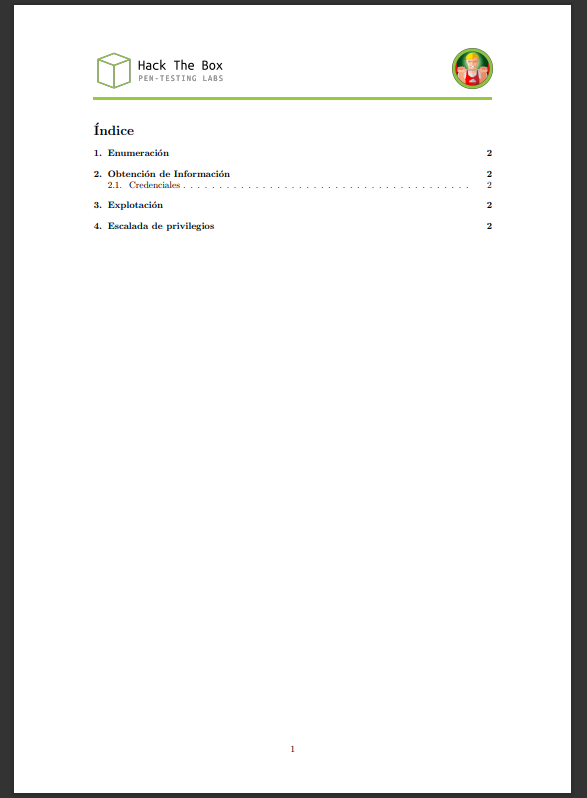 Hack The Box
PEN-TESTING LABS
Índice
1. Enumeración 2
2. Obtención de Información 2
2.1. Credenciales . . . . . . . . . . . . . . . . . . . . . . . . . . . . . . . . . . . . . . . . 2
3. Explotación 2
4. Escalada de privilegios 2
1